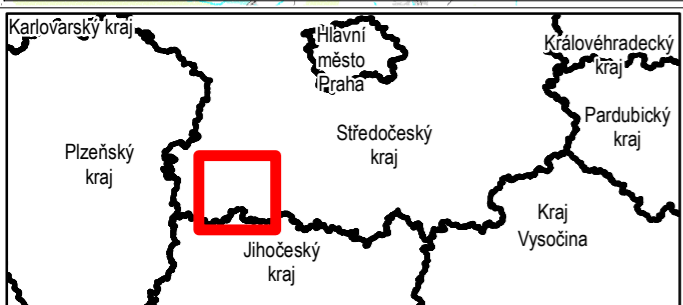 Karlovarský kraj
Hlavní
město
Praha
Královéhradecký
kraj
Pardubický
kraj
Středočeský
kraj
Plzeňský
kraj
Kraj
Vysočina
Jihočeský
kraj